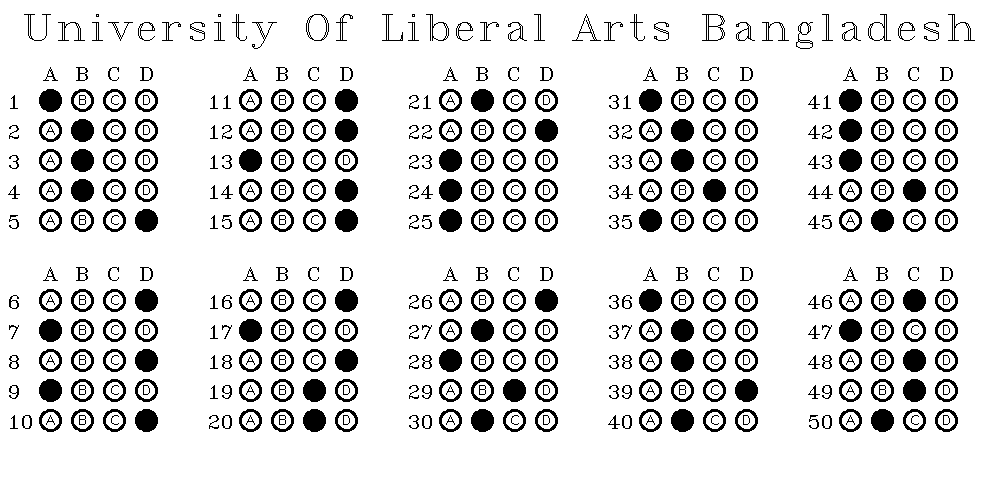 University Of Liberal Arts Bangladesh
A B C D A B C D A B C D A B C D A B C D
1 B C D 11 A B C 21 A C D 31 B C D 41 B C D
2 A C D 12 A B C 22 A B C 32 A C D 42 B C D
3 A C D 13 B C D 23 B C D 33 A C D 43 B C D
4 A C D 14 A B C 24 B C D 34 A B D 44 A B D
5 A B C 15 A B C 25 B C D 35 B C D 45 A C D
A B C D A B C D A B C D A B C D A B C D
6 A B C 16 A B C 26 A B C 36 B C D 46 A B D
7 B C D 17 B C D 27 A C D 37 A C D 47 B C D
8 A B C 18 A B C 28 B C D 38 A C D 48 A B D
9 B C D 19 A B D 29 A B D 39 A B C 49 A B D
10 A B C 20 A B D 30 A C D 40 A C D 50 A C D